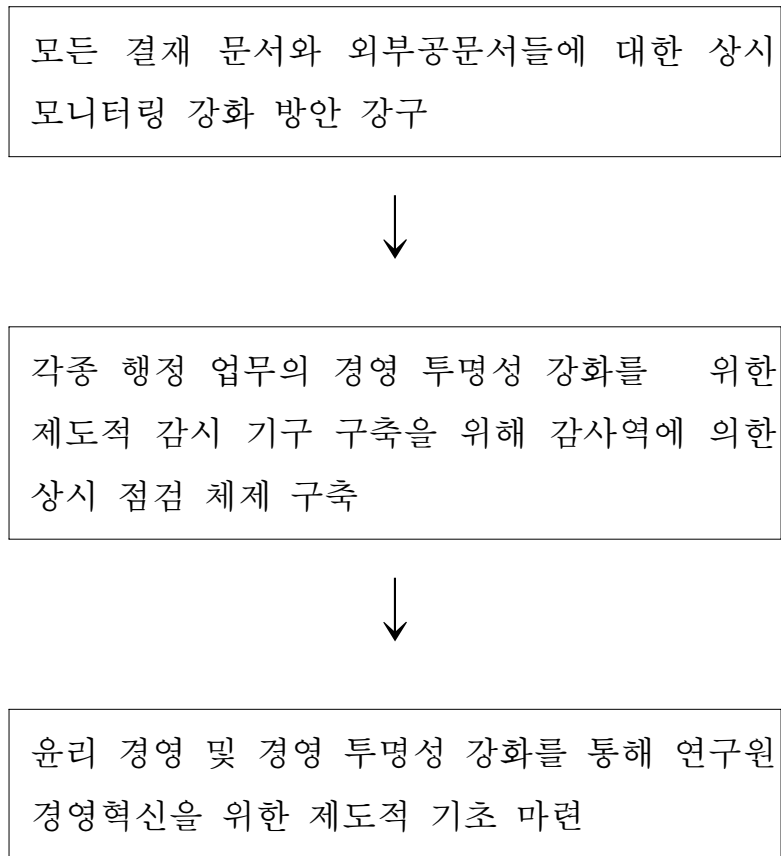 모든 결재 문서와 외부공문서들에 대한 상시
모니터링 강화 방안 강구
각종 행정 업무의 경영 투명성 강화를 위한
제도적 감시 기구 구축을 위해 감사역에 의한
상시 점검 체제 구축
윤리 경영 및 경영 투명성 강화를 통해 연구원
경영혁신을 위한 제도적 기초 마련